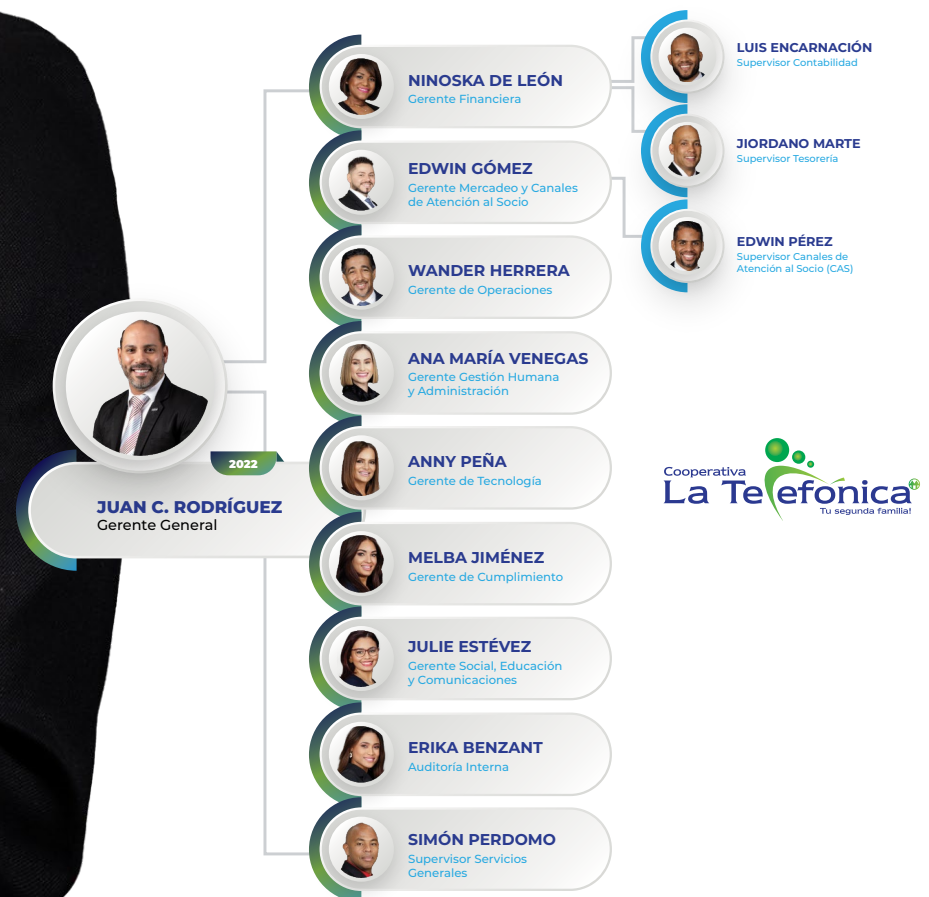 NINOSKA DE LEÓN
Gerente Financiera
LUIS ENCARNACIÓN
Supervisor Contabilidad
JIORDANO MARTE
Supervisor Tesorería
EDWIN GÓMEZ
Gerente Mercadeo y Canales
de Atención al Socio
EDWIN PÉREZ
Supervisor Canales de
Atención al Socio (CAS)
WANDER HERRERA
Gerente de Operaciones
ANA MARÍA VENEGAS
Gerente Gestión Humana
y Administración
2022
JUAN C. RODRÍGUEZ
Gerente General
ANNY PEÑA
Gerente de Tecnología
MELBA JIMÉNEZ
Gerente de Cumplimiento
JULIE ESTÉVEZ
Gerente Social, Educación
y Comunicaciones
ERIKA BENZANT
Auditoría Interna
SIMÓN PERDOMO
Supervisor Servicios
Generales
Cooperativa
La Telefónica
Tu segunda familia!